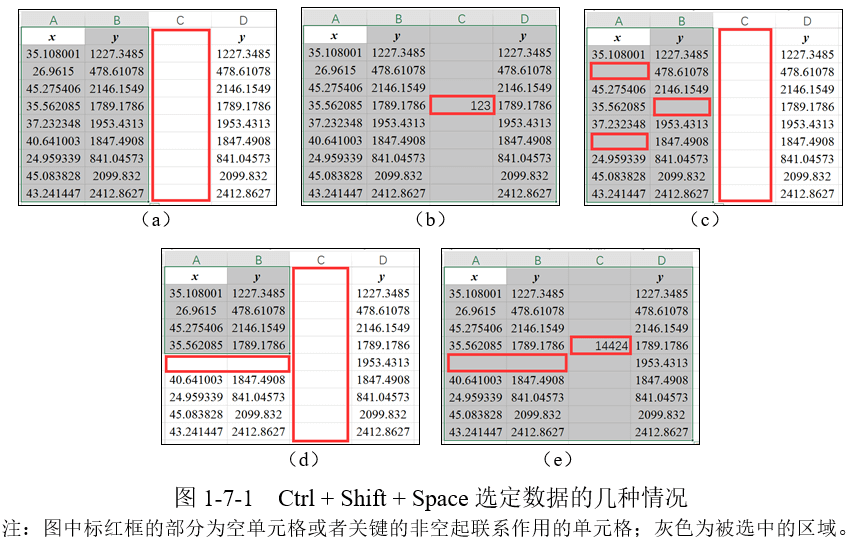 A B C D
x y y
35.108001 1227.3485 1227.3485
26.9615 478.61078 478.61078
45.275406 2146.1549 2146.1549
35.562085 1789.1786 1789.1786
37.232348 1953.4313 1953.4313
40.641003 1847.4908 1847.4908
24.959339 841.04573 841.04573
45.083828 2099.832 2099.832
43.241447 2412.8627 2412.8627
（a）
A B C D
x y y
35.108001 1227.3485 1227.3485
26.9615 478.61078 478.61078
45.275406 2146.1549 2146.1549
35.562085 1789.1786 123 1789.1786
37.232348 1953.4313 1953.4313
40.641003 1847.4908 1847.4908
24.959339 841.04573 841.04573
45.083828 2099.832 2099.832
43.241447 2412.8627 2412.8627
（b）
A B C D
x y y
35.108001 1227.3485 1227.3485
478.61078 478.61078
45.275406 2146.1549 2146.1549
35.562085 1789.1786
37.232348 1953.4313 1953.4313
1847.4908 1847.4908
24.959339 841.04573 841.04573
45.083828 2099.832 2099.832
43.241447 2412.8627 2412.8627
（c）
A B C D
x y y
35.108001 1227.3485 1227.3485
26.9615 478.61078 478.61078
45.275406 2146.1549 2146.1549
35.562085 1789.1786 1789.1786
1953.4313
40.641003 1847.4908 1847.4908
24.959339 841.04573 841.04573
45.083828 2099.832 2099.832
43.241447 2412.8627 2412.8627
（d）
A B C D
x y y
35.108001 1227.3485 1227.3485
26.9615 478.61078 478.61078
45.275406 2146.1549 2146.1549
35.562085 1789.1786 14424 1789.1786
1953.4313
40.641003 1847.4908 1847.4908
24.959339 841.04573 841.04573
45.083828 2099.832 2099.832
43.241447 2412.8627 2412.8627
（e）
图 1-7-1 Ctrl + Shift + Space 选定数据的几种情况
注：图中标红框的部分为空单元格或者关键的非空起联系作用的单元格；灰色为被选中的区域。